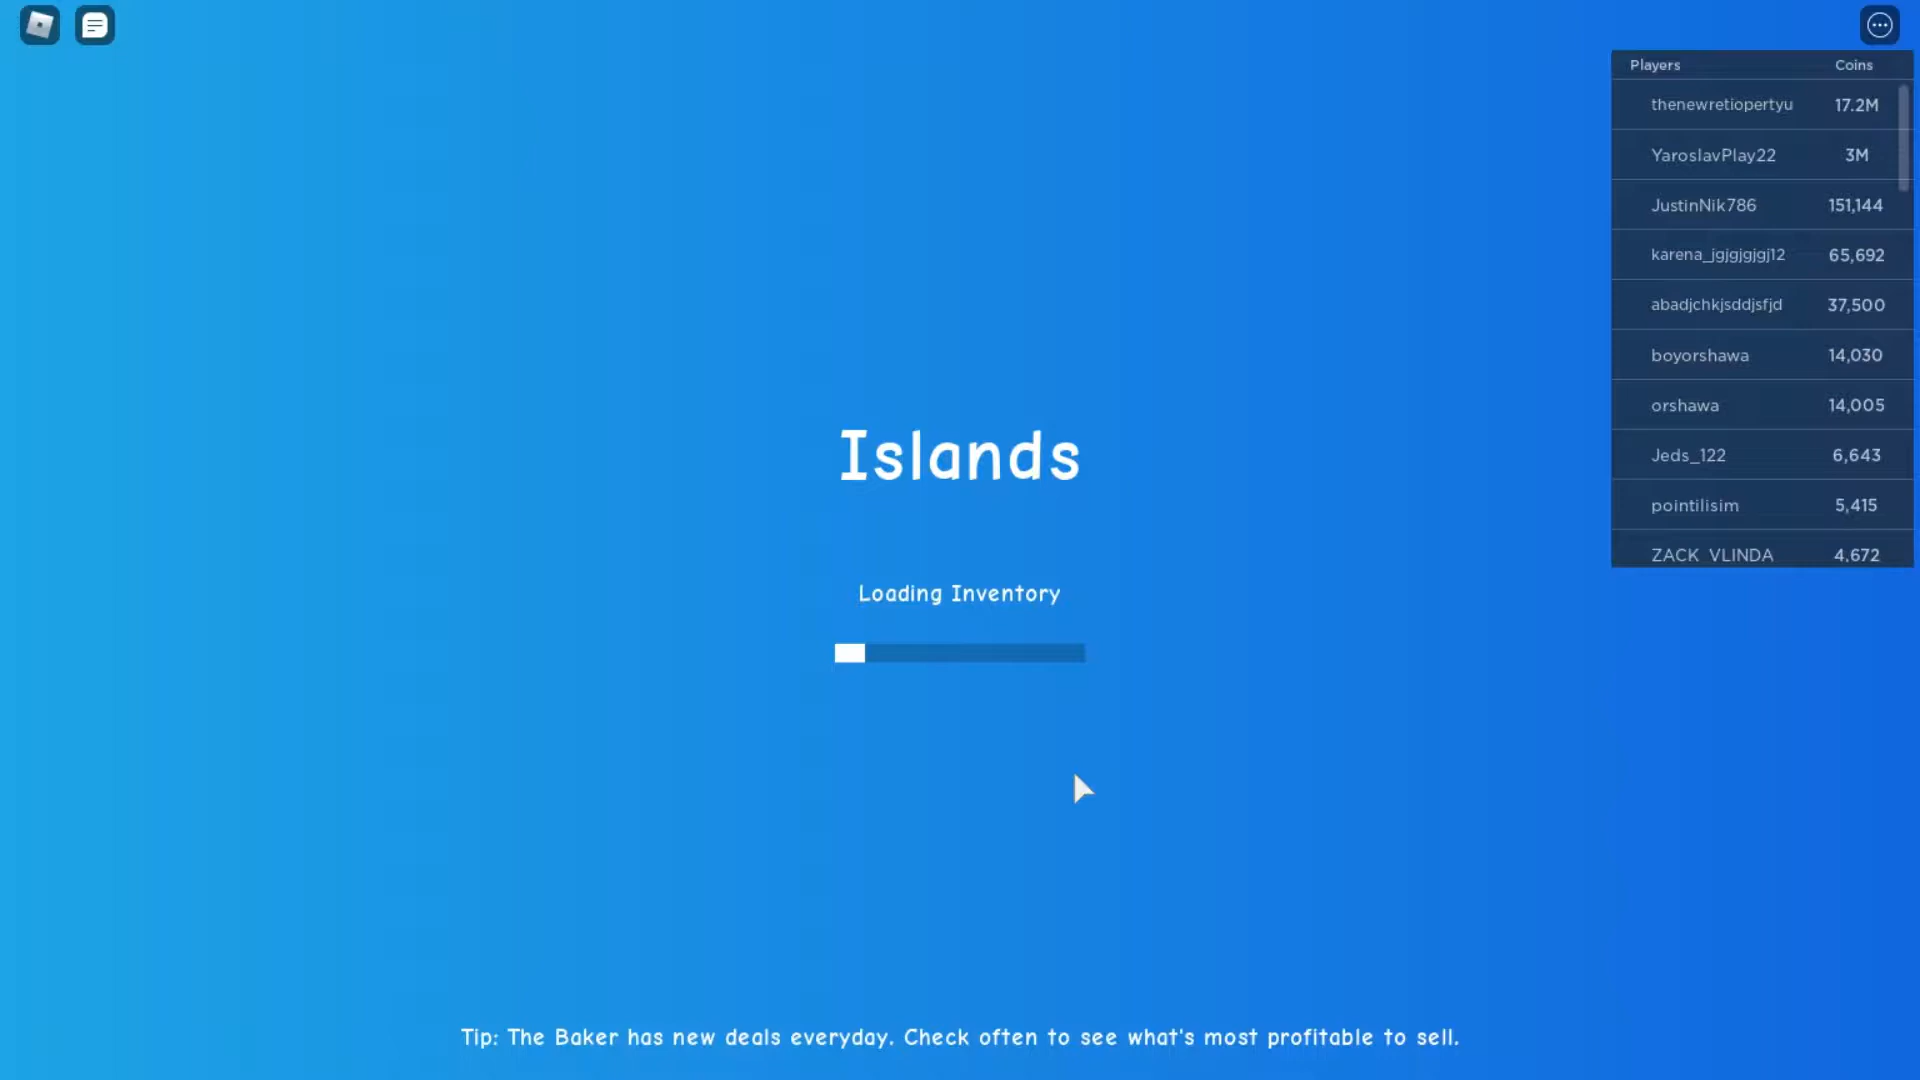 Players Coins
thenewretiopertyu 17.2M
YaroslavPlay22 3M
JustinNik786 151,144
karena_jgjgjgjgj12 65,692
abadjchkjsddjsfjd 37,500
boyorshawa 14,030
orshawa 14,005
Jeds_122 6,643
pointilisim 5,415
ZACK_VLINDA 4,672
Islands
Loading Inventory
Tip: The Baker has new deals everyday. Check often to see what's most profitable to sell.